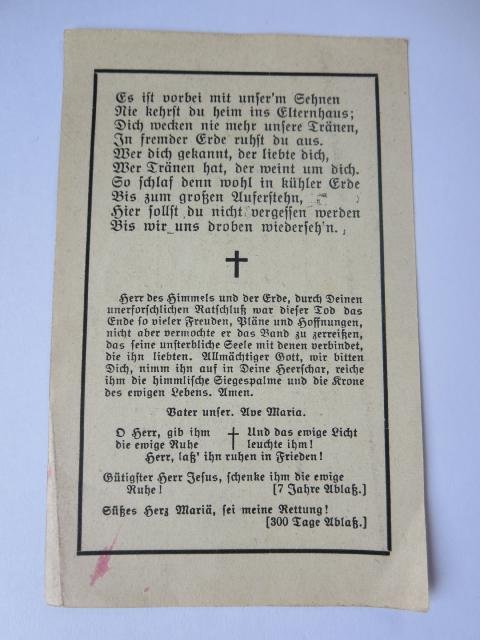 Es ist vorbei mit unser'm Sehnen
Nie kehrst du heim ins Elternhaus;
Dich wecken nie mehr unsere Tränen,
In fremder Erde ruhst du aus.
Wer dich gekannt, der liebte dich,
Wer Tränen hat, der weint um dich.
So schlaf denn wohl in kühler Erde
Bis zum großen Auferstehn,
Hier sollst du nicht vergessen werden
Bis wir uns droben wiederseh'n.
Herr des Himmels und der Erde, durch Deinen
unerforschlichen Ratschluß war dieser Tod das
Ende so vieler Freuden, Pläne und Hoffnungen,
nicht aber vermochte er das Band zu zerreißen,
das seine unsterbliche Seele mit denen verbindet,
die ihn liebten. Allmächtiger Gott, wir bitten
Dich, nimm ihn auf in Deine Heerschar, reiche
ihm die himmlische Siegespalme und die Krone
des ewigen Lebens. Amen.
Vater unser. Ave Maria.
O Herr, gib ihm
die ewige Ruhe
Und das ewige Licht
leuchte ihm!
Herr, laß' ihn ruhen in Frieden!
Gütigster Herr Jesus, schenke ihm die ewige
Ruhe! [7 Jahre Ablaß.]
Süßes Herz Mariä, sei meine Rettung!
[300 Tage Ablaß.]